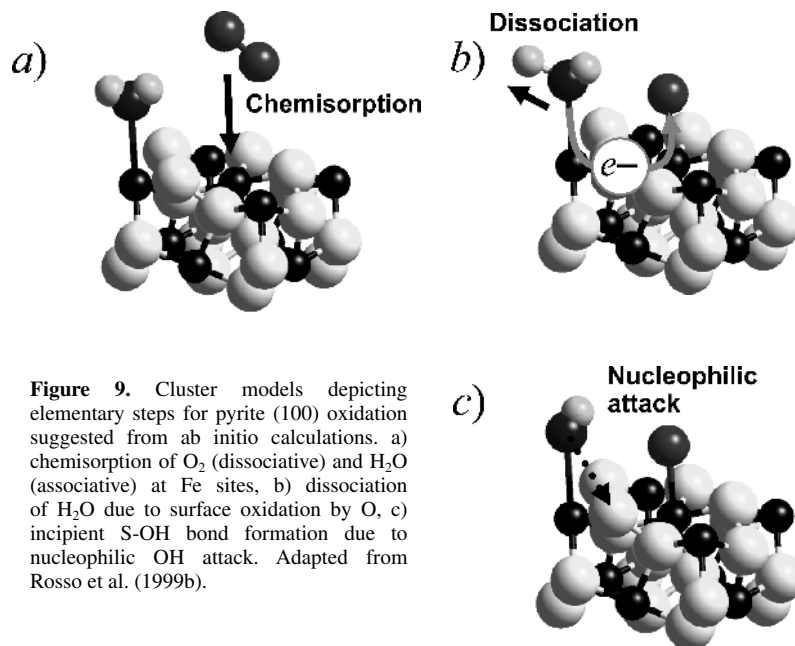 a)
Chemisorption
Dissociation
b)
e–
Figure 9. Cluster models depicting
elementary steps for pyrite (100) oxidation
suggested from ab initio calculations. a)
chemisorption of O₂ (dissociative) and H₂O
(associative) at Fe sites, b) dissociation
of H₂O due to surface oxidation by O, c)
incipient S-OH bond formation due to
nucleophilic OH attack. Adapted from
Rosso et al. (1999b).
Nucleophilic
attack
c)